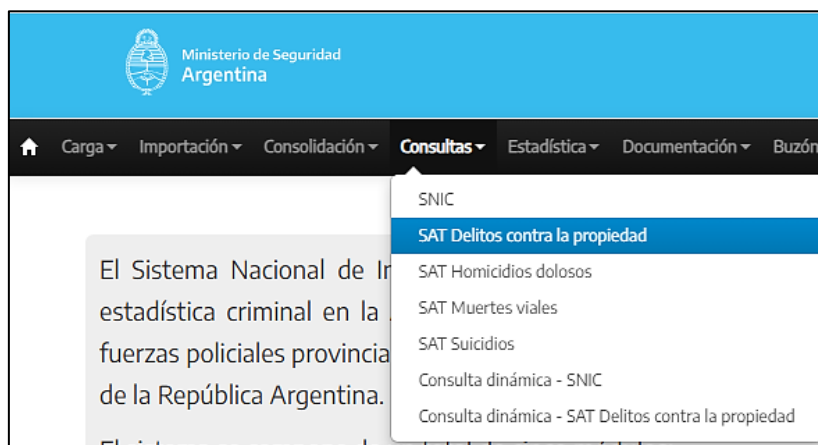 Ministerio de Seguridad
Argentina
Carga Importación Consolidación Consultas Estadística Documentación Buzón
SNIC
SAT Delitos contra la propiedad
SAT Homicidios dolosos
SAT Muertes viales
SAT Suicidios
Consulta dinámica - SNIC
Consulta dinámica - SAT Delitos contra la propiedad
El Sistema Nacional de
estadística criminal en la
fuerzas policiales
de la República Argentina.